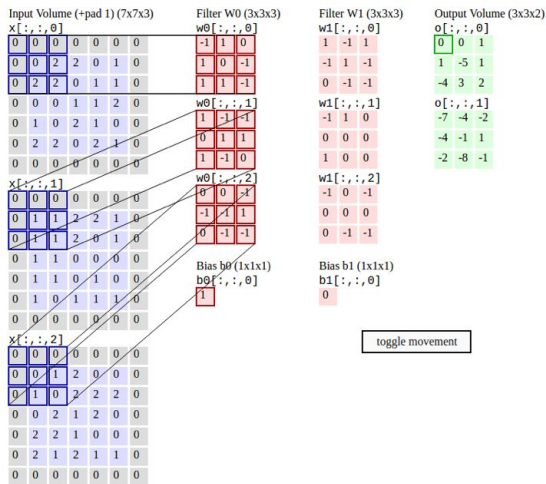 Input Volume (+pad 1) (7x7x3)
x[:,:,0]
0 0 0 0 0 0 0
0 0 2 2 0 1 0
0 2 2 0 1 1 0
0 0 0 1 1 2 0
0 1 0 2 1 0 0
0 2 2 0 2 1 0
0 0 0 0 0 0 0
x[:,:,1]
0 0 0 0 0 0 0
0 1 1 2 2 1 0
0 1 1 2 0 1 0
0 1 1 0 0 0 0
0 1 1 0 1 0 0
0 1 0 1 1 1 0
0 0 0 0 0 0 0
x[:,:,2]
0 0 0 0 0 0 0
0 0 1 2 0 0 0
0 1 0 2 2 2 0
0 0 2 1 2 0 0
0 2 2 1 0 0 0
0 2 1 2 1 1 0
0 0 0 0 0 0 0
Filter W0 (3x3x3)
w0[:,:,0]
-1 1 0
1 0 -1
1 1 -1
w0[:,:,1]
1 -1 -1
0 1 1
1 -1 0
w0[:,:,2]
0 0 -1
-1 -1 1
0 -1 -1
Bias b0 (1x1x1)
b0[:,:,0]
1
Filter W1 (3x3x3)
w1[:,:,0]
1 -1 1
-1 1 -1
0 -1 -1
w1[:,:,1]
-1 1 0
0 0 0
1 0 0
w1[:,:,2]
-1 0 -1
0 0 0
0 -1 -1
Bias b1 (1x1x1)
b1[:,:,0]
0
Output Volume (3x3x2)
o[:,:,0]
0 0 1
1 -5 1
-4 3 2
o[:,:,1]
-7 -4 -2
-4 -1 1
-2 -8 -1
toggle movement